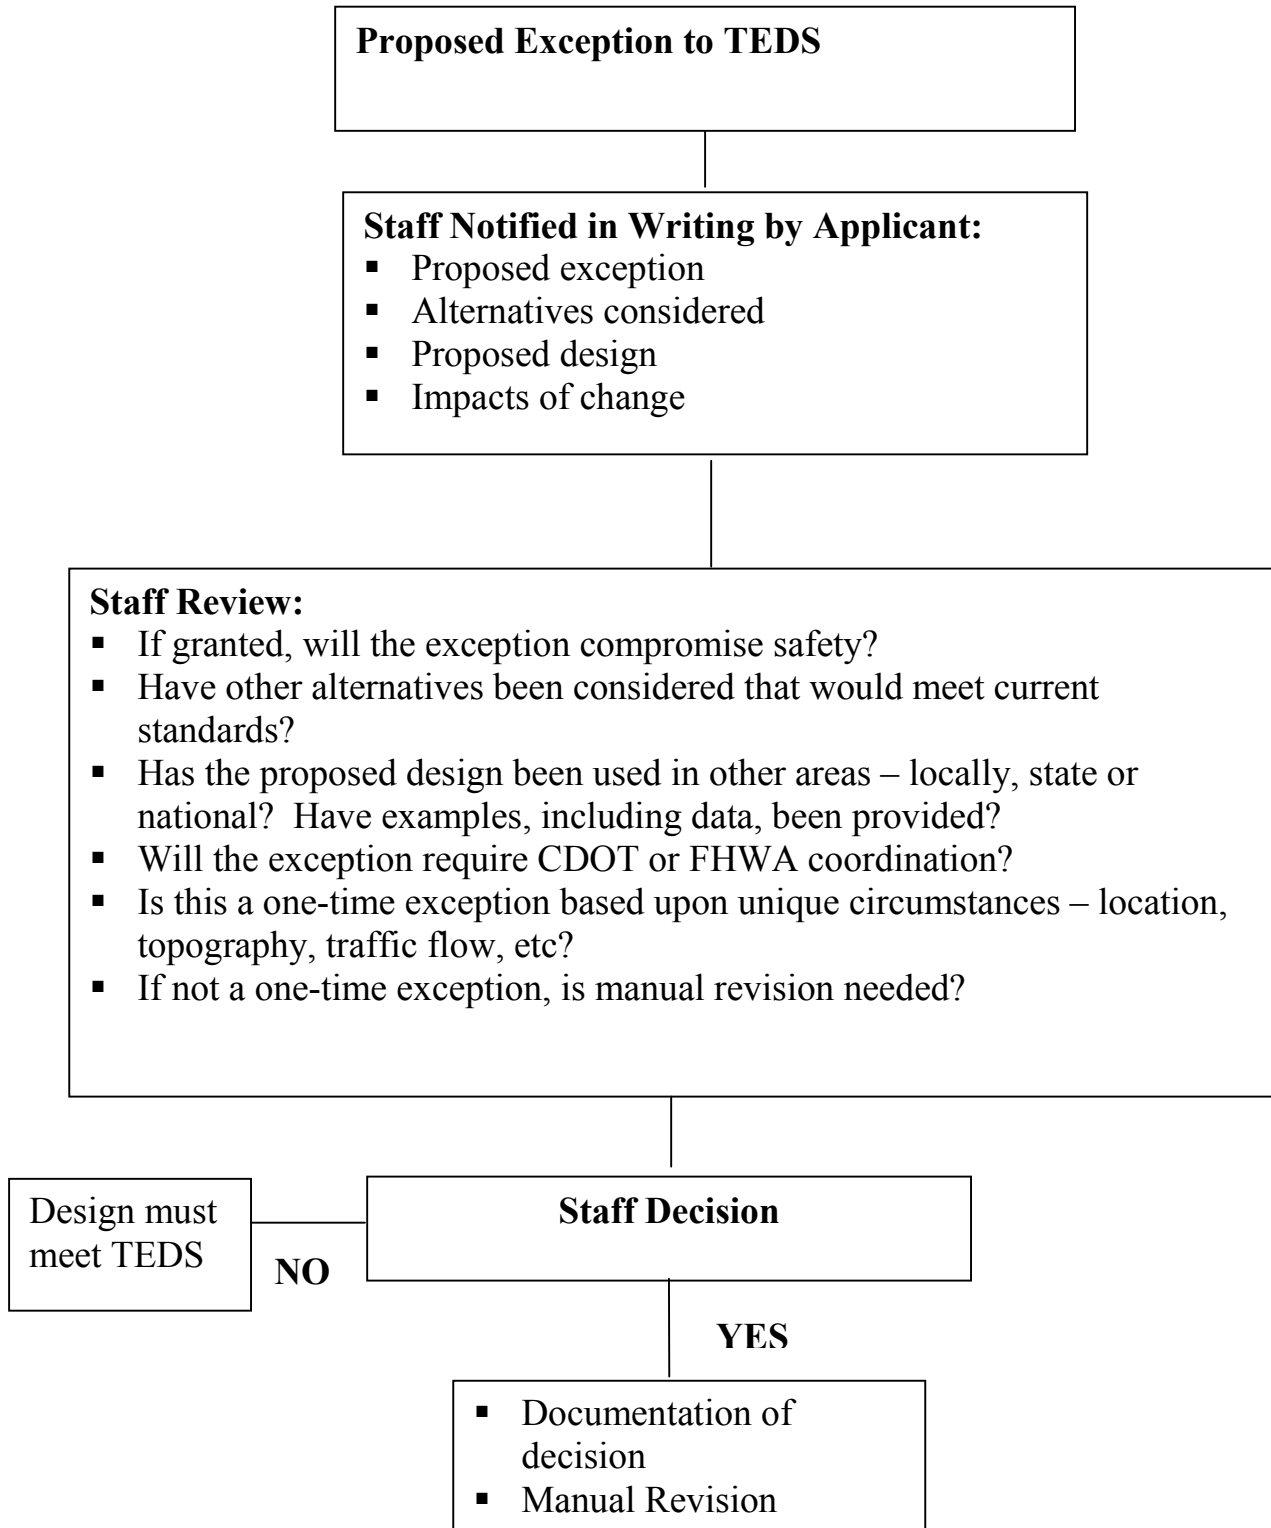 Proposed Exception to TEDS
Staff Notified in Writing by Applicant:
▪ Proposed exception
▪ Alternatives considered
▪ Proposed design
▪ Impacts of change
Staff Review:
▪ If granted, will the exception compromise safety?
▪ Have other alternatives been considered that would meet current
standards?
▪ Has the proposed design been used in other areas – locally, state or
national?  Have examples, including data, been provided?
▪ Will the exception require CDOT or FHWA coordination?
▪ Is this a one-time exception based upon unique circumstances – location,
topography, traffic flow, etc?
▪ If not a one-time exception, is manual revision needed?
Design must
meet TEDS
NO
Staff Decision
YES
▪ Documentation of
decision
▪ Manual Revision